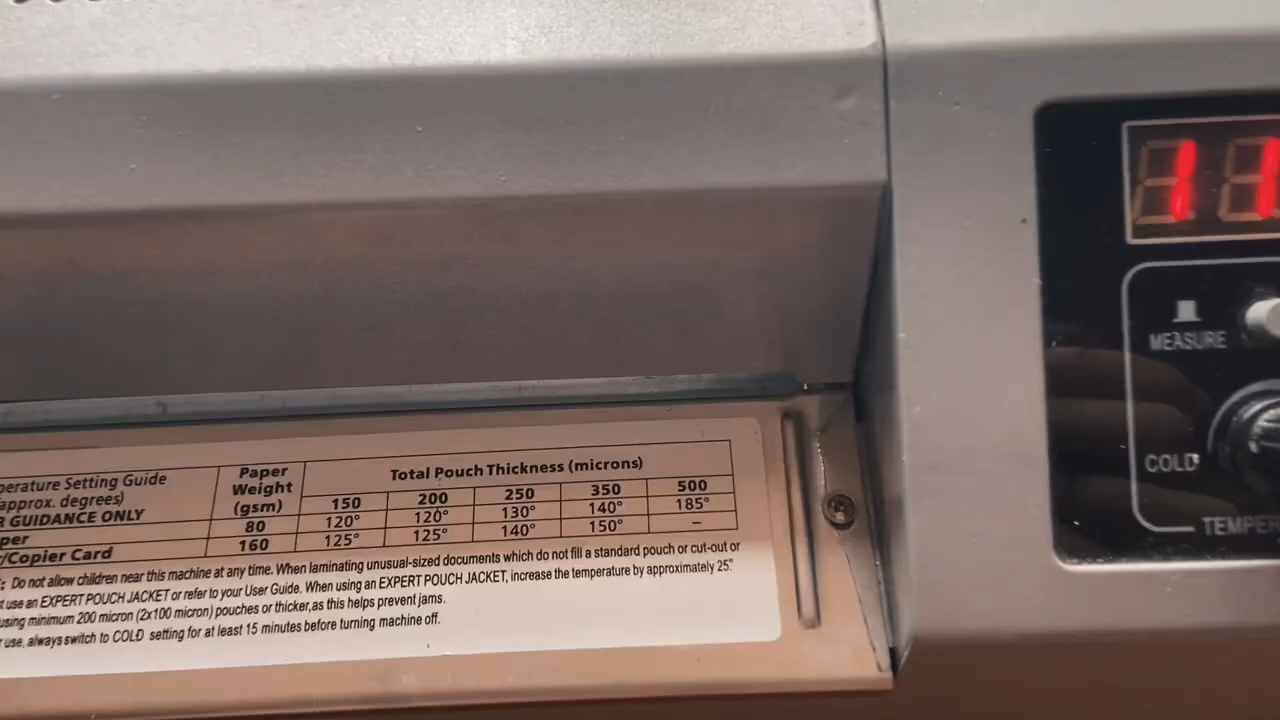 perature Setting Guide
approx. degrees)
R GUIDANCE ONLY
Paper
Weight
(gsm)
Total Pouch Thickness (microns)
150 200 250 350 500
per 80 120° 120° 130° 140° 185°
/Copier Card 160 125° 125° 140° 150° –
: Do not allow children near this machine at any time. When laminating unusual-sized documents which do not fill a standard pouch or cut-out or
t use an EXPERT POUCH JACKET or refer to your User Guide. When using an EXPERT POUCH JACKET, increase the temperature by approximately 25°.
using minimum 200 micron (2x100 micron) pouches or thicker,as this helps prevent jams.
r use, always switch to COLD setting for at least 15 minutes before turning machine off.
11
MEASURE
COLD
TEMPER